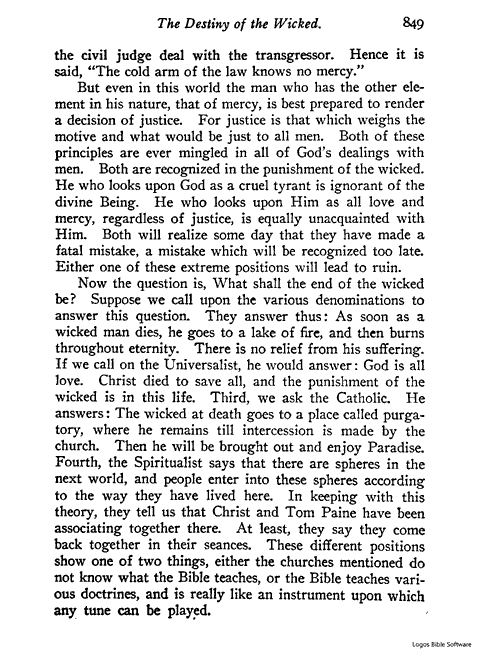 The Destiny of the Wicked. 849
the civil judge deal with the transgressor. Hence it is
said, “The cold arm of the law knows no mercy.”
But even in this world the man who has the other ele-
ment in his nature, that of mercy, is best prepared to render
a decision of justice. For justice is that which weighs the
motive and what would be just to all men. Both of these
principles are ever mingled in all of God’s dealings with
men. Both are recognized in the punishment of the wicked.
He who looks upon God as a cruel tyrant is ignorant of the
divine Being. He who looks upon Him as all love and
mercy, regardless of justice, is equally unacquainted with
Him. Both will realize some day that they have made a
fatal mistake, a mistake which will be recognized too late.
Either one of these extreme positions will lead to ruin.
Now the question is, What shall the end of the wicked
be? Suppose we call upon the various denominations to
answer this question. They answer thus: As soon as a
wicked man dies, he goes to a lake of fire, and then burns
throughout eternity. There is no relief from his suffering.
If we call on the Universalist, he would answer: God is all
love. Christ died to save all, and the punishment of the
wicked is in this life. Third, we ask the Catholic. He
answers: The wicked at death goes to a place called purga-
tory, where he remains till intercession is made by the
church. Then he will be brought out and enjoy Paradise.
Fourth, the Spiritualist says that there are spheres in the
next world, and people enter into these spheres according
to the way they have lived here. In keeping with this
theory, they tell us that Christ and Tom Paine have been
associating together there. At least, they say they come
back together in their seances. These different positions
show one of two things, either the churches mentioned do
not know what the Bible teaches, or the Bible teaches vari-
ous doctrines, and is really like an instrument upon which
any tune can be played.
Logos Bible Software